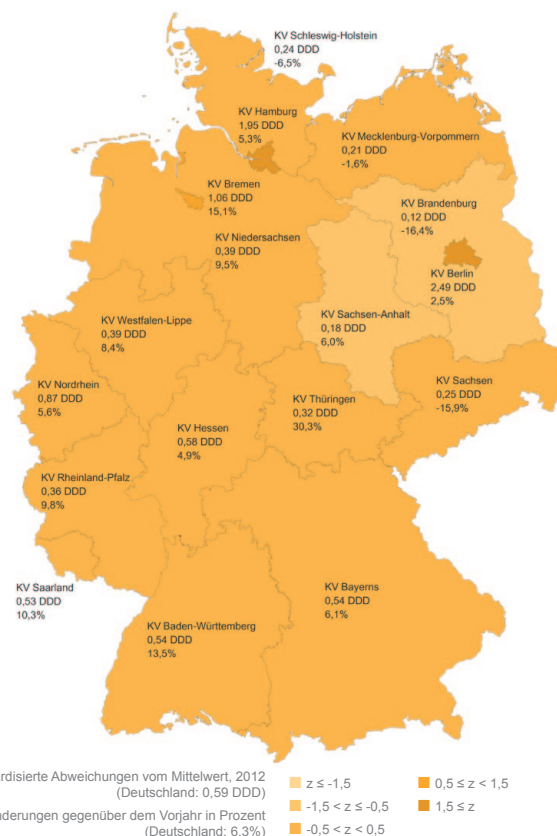 KV Schleswig-Holstein
0,24 DDD
-6,5%
KV Hamburg
1,95 DDD
5,3%
KV Mecklenburg-Vorpommern
0,21 DDD
-1,6%
KV Bremen
1,06 DDD
15,1%
KV Brandenburg
0,12 DDD
-16,4%
KV Niedersachsen
0,39 DDD
9,5%
KV Berlin
2,49 DDD
2,5%
KV Westfalen-Lippe
0,39 DDD
8,4%
KV Sachsen-Anhalt
0,18 DDD
6,0%
KV Nordrhein
0,87 DDD
5,6%
KV Hessen
0,58 DDD
4,9%
KV Thüringen
0,32 DDD
30,3%
KV Sachsen
0,25 DDD
-15,9%
KV Rheinland-Pfalz
0,36 DDD
9,8%
KV Saarland
0,53 DDD
10,3%
KV Baden-Württemberg
0,54 DDD
13,5%
KV Bayerns
0,54 DDD
6,1%
rdisierte Abweichungen vom Mittelwert, 2012
(Deutschland: 0,59 DDD)
nderungen gegenüber dem Vorjahr in Prozent
(Deutschland: 6,3%)
z ≤ -1,5
-1,5 < z ≤ -0,5
-0,5 < z < 0,5
0,5 ≤ z < 1,5
1,5 ≤ z